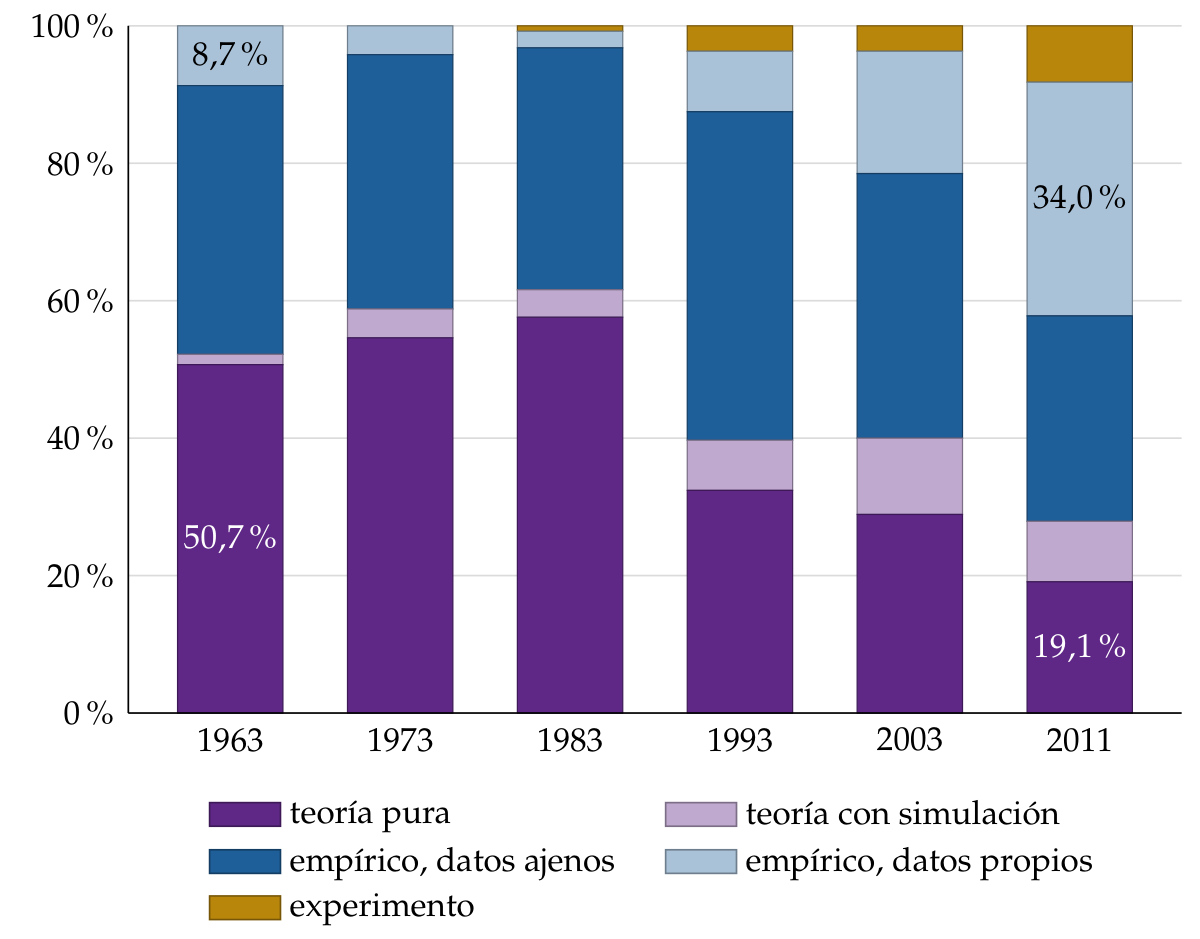 100 %
80 %
60 %
40 %
20 %
0 %
8,7 %
50,7 %
34,0 %
19,1 %
1963 1973 1983 1993 2003 2011
teoría pura teoría con simulación
empírico, datos ajenos empírico, datos propios
experimento